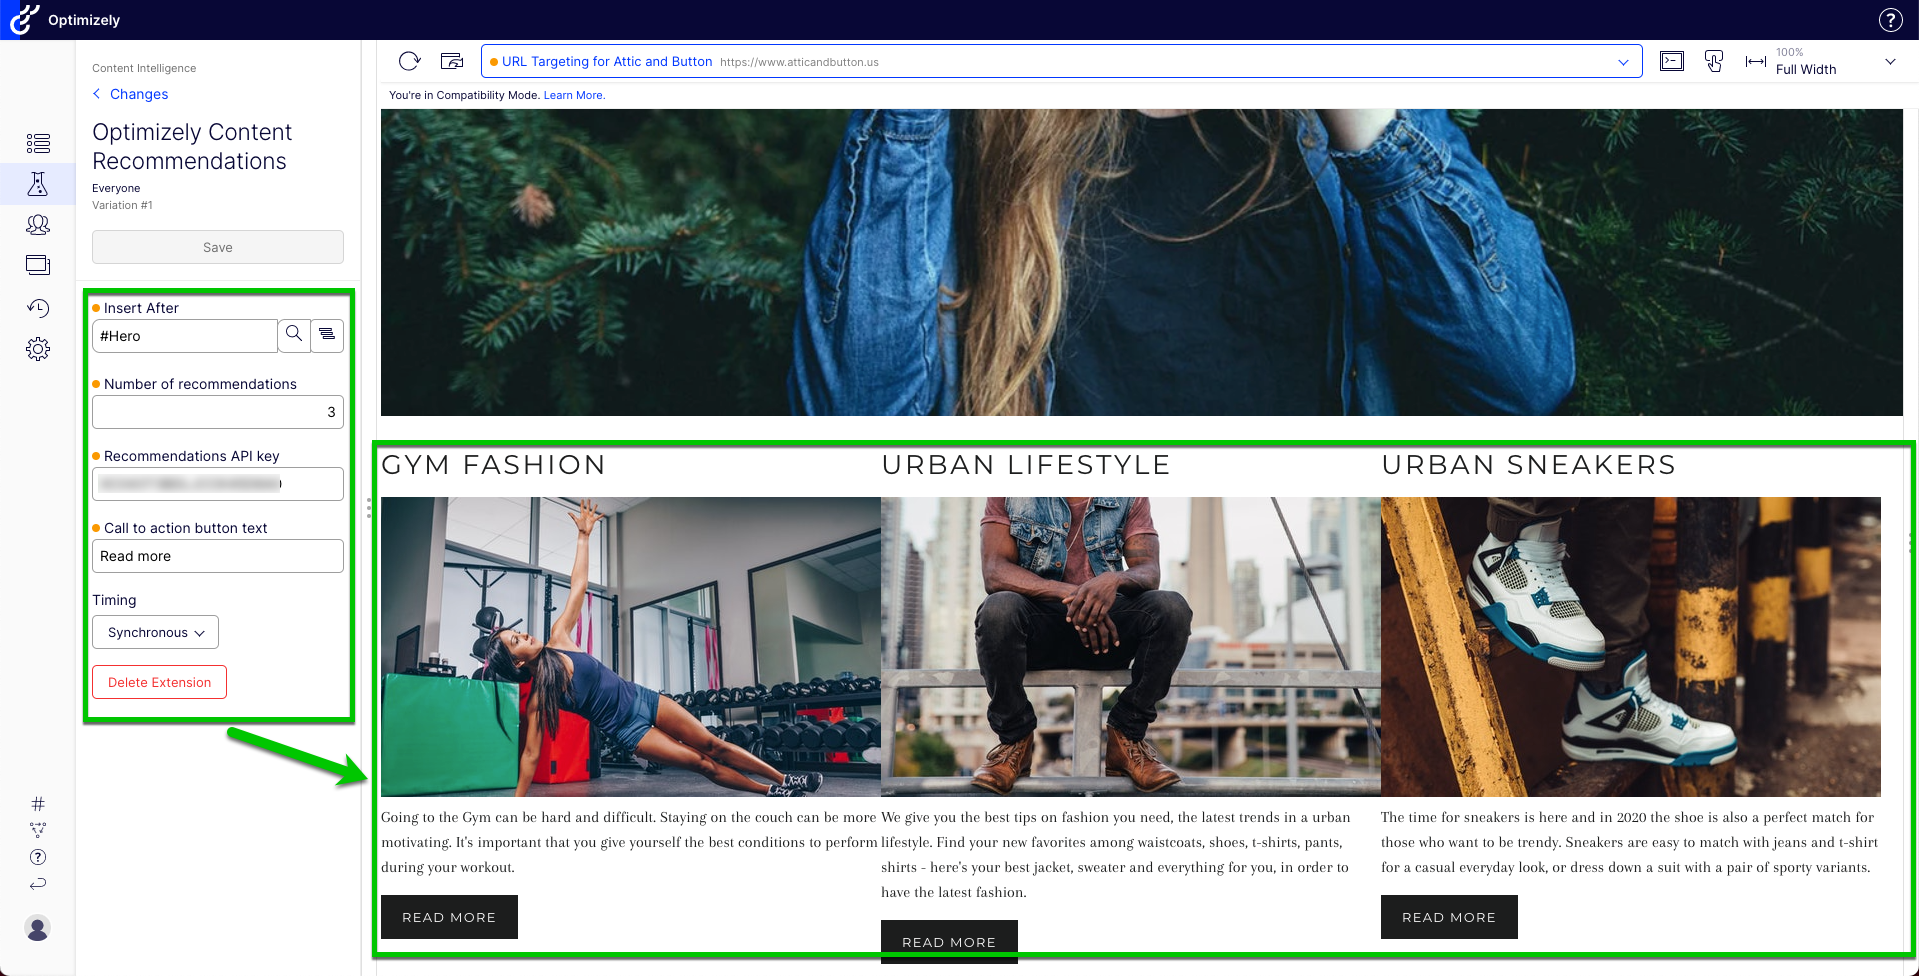 Optimizely
?
Content Intelligence
Changes
Optimizely Content
Recommendations
Everyone
Variation #1
Save
Insert After
#Hero
Number of recommendations
3
Recommendations API key
Call to action button text
Read more
Timing
Synchronous
Delete Extension
#
?
URL Targeting for Attic and Button https://www.atticandbutton.us
100%
Full Width
You're in Compatibility Mode. Learn More.
GYM FASHION
Going to the Gym can be hard and difficult. Staying on the couch can be more
motivating. It's important that you give yourself the best conditions to perform
during your workout.
READ MORE
URBAN LIFESTYLE
We give you the best tips on fashion you need, the latest trends in a urban
lifestyle. Find your new favorites among waistcoats, shoes, t-shirts, pants,
shirts - here's your best jacket, sweater and everything for you, in order to
have the latest fashion.
READ MORE
URBAN SNEAKERS
The time for sneakers is here and in 2020 the shoe is also a perfect match for
those who want to be trendy. Sneakers are easy to match with jeans and t-shirt
for a casual everyday look, or dress down a suit with a pair of sporty variants.
READ MORE